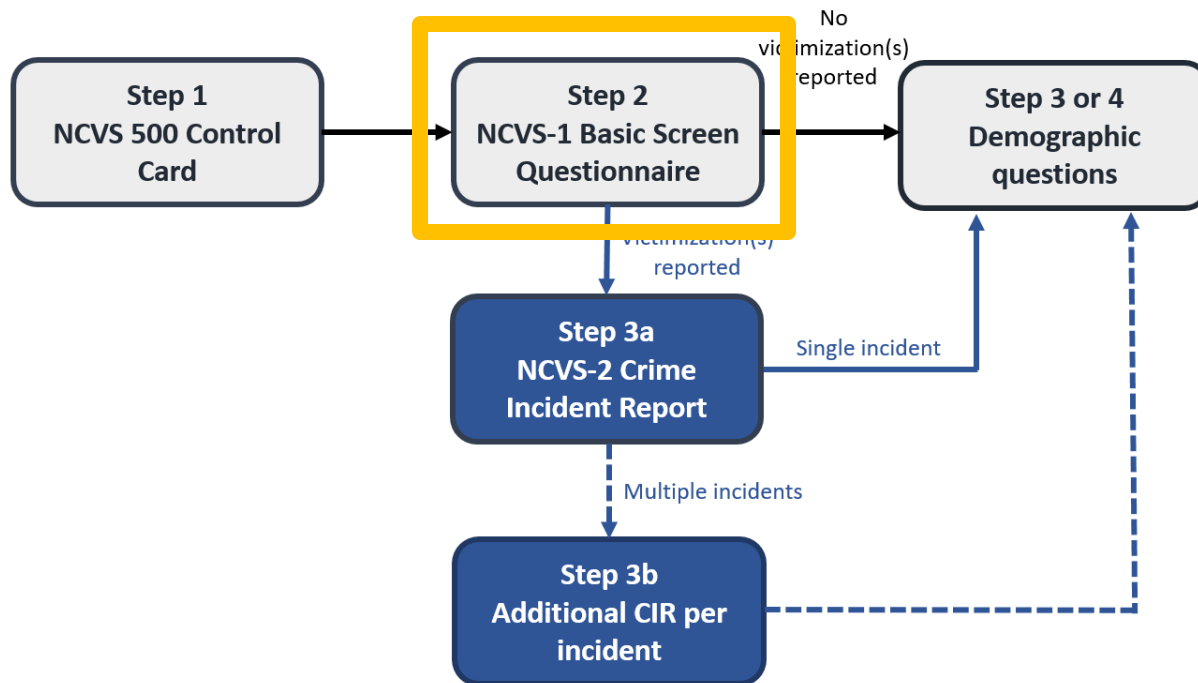 No
victimization(s)
reported
Step 1
NCVS 500 Control
Card
Step 2
NCVS-1 Basic Screen
Questionnaire
Step 3 or 4
Demographic
questions
Victimization(s)
reported
Step 3a
NCVS-2 Crime
Incident Report
Single incident
Multiple incidents
Step 3b
Additional CIR per
incident